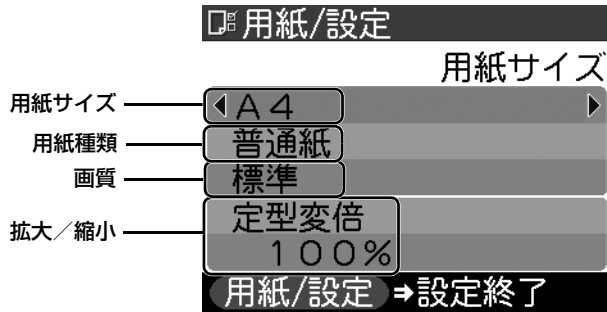 用紙/設定
用紙サイズ
用紙サイズ A4
用紙種類 普通紙
画質 標準
拡大／縮小 定型変倍
100%
用紙/設定 ➡設定終了